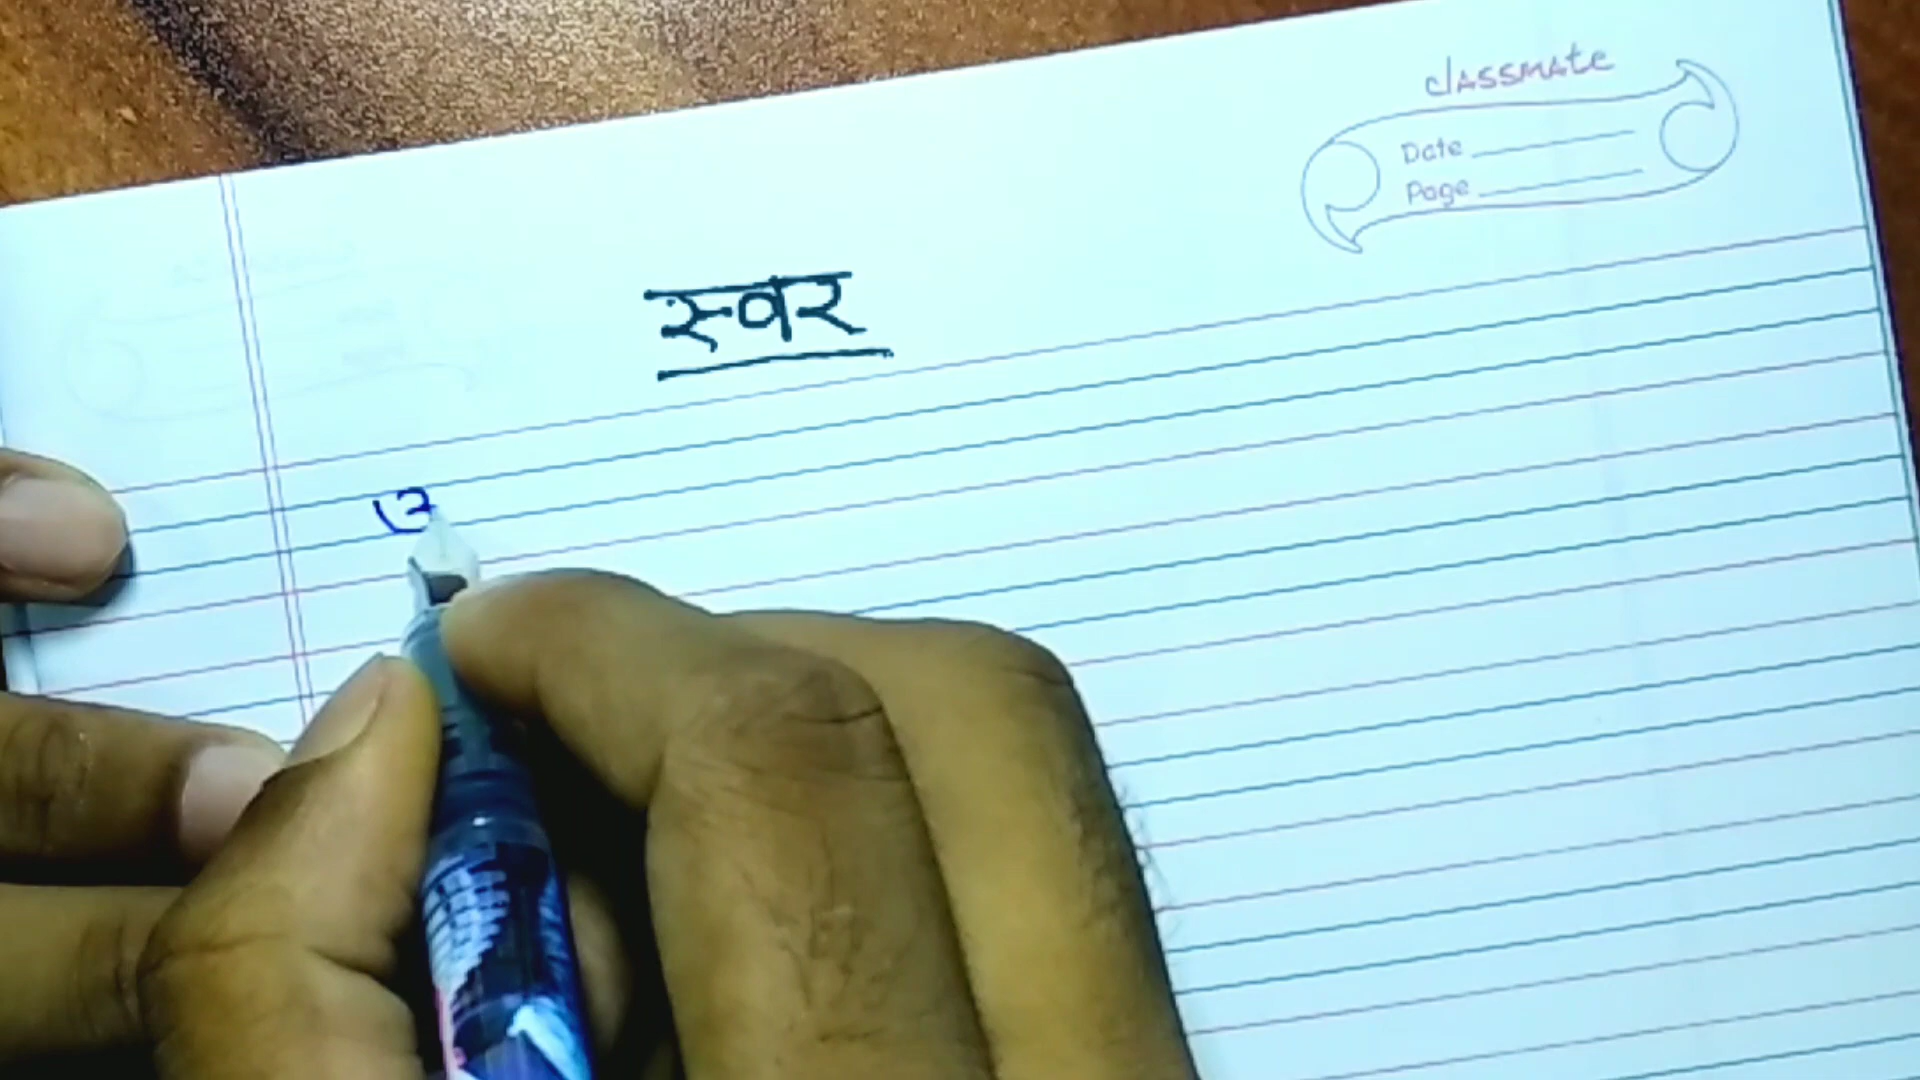 classmate
Date
Page
स्वर